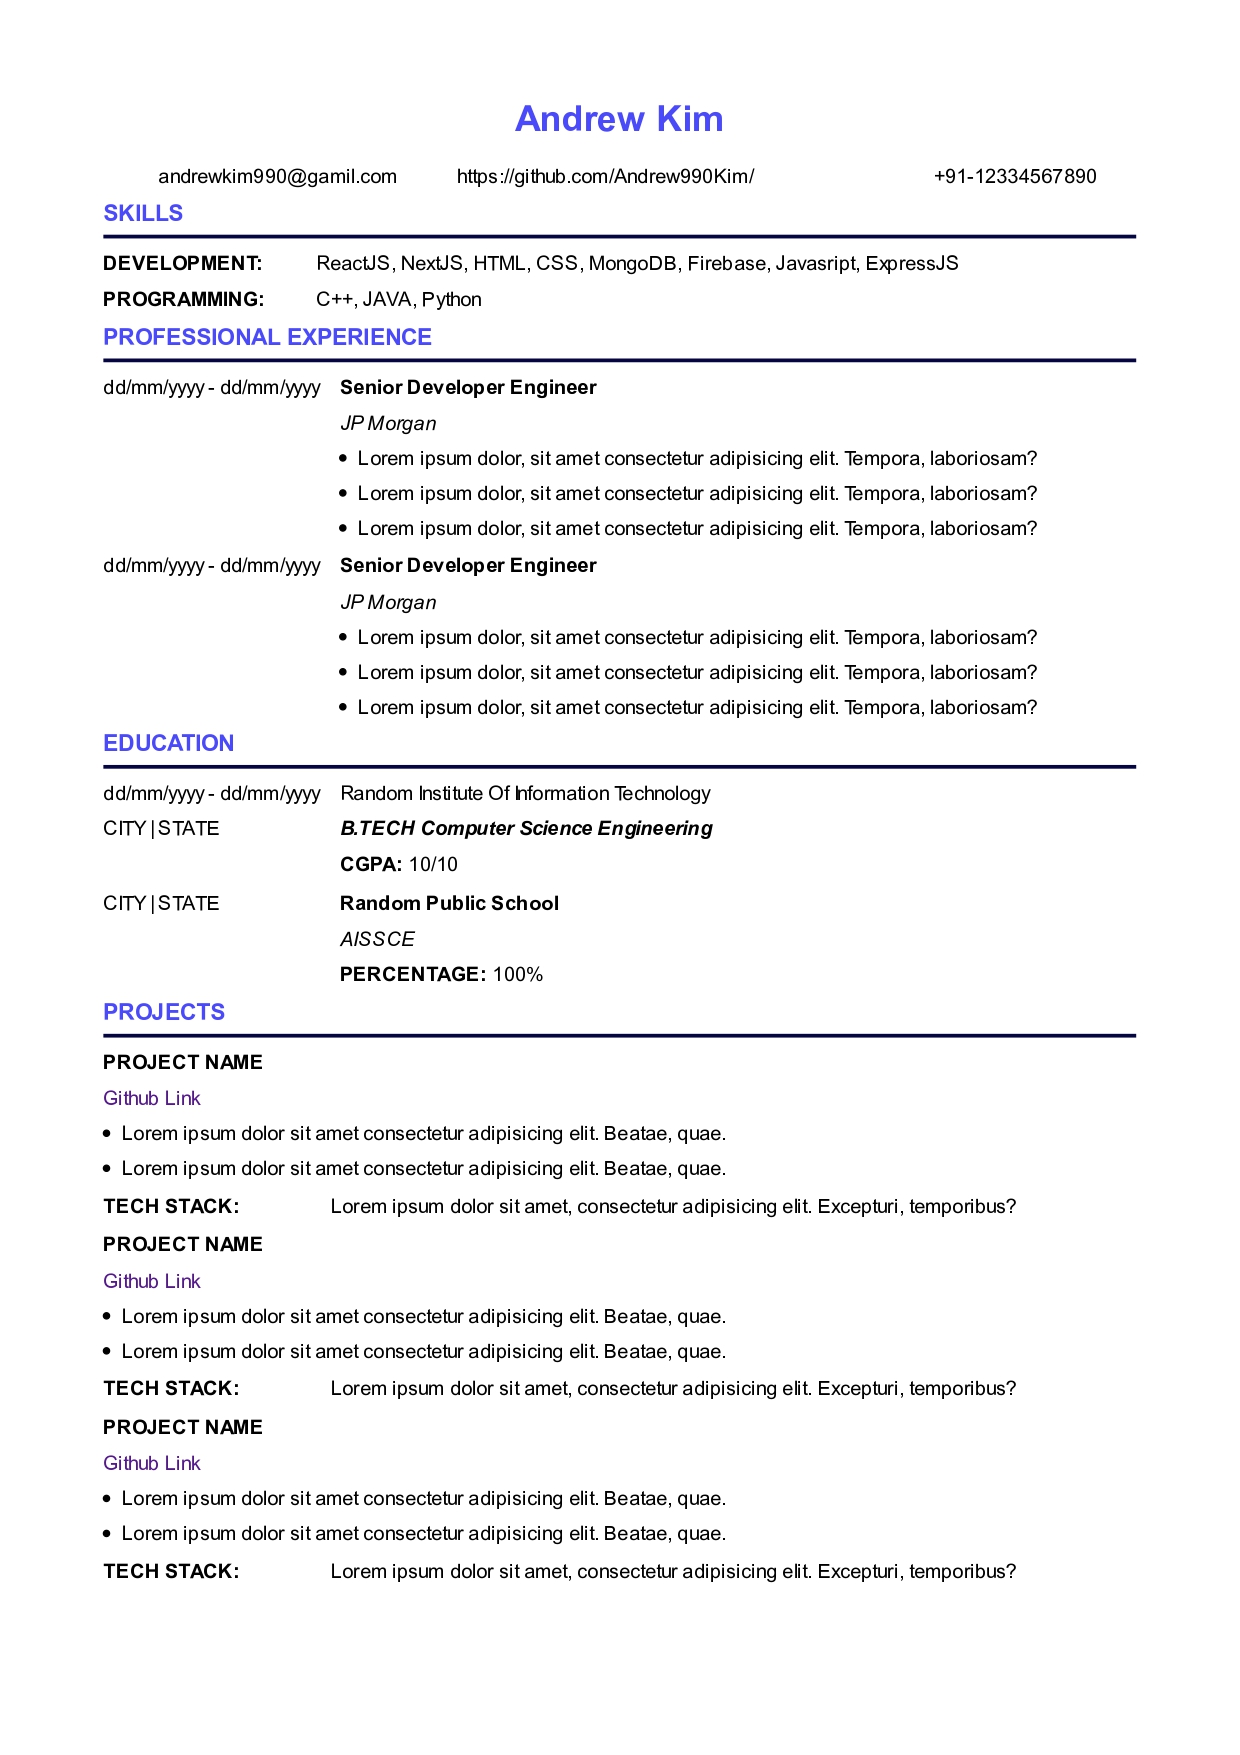 Andrew Kim
andrewkim990@gamil.com https://github.com/Andrew990Kim/ +91-12334567890
SKILLS
DEVELOPMENT: ReactJS, NextJS, HTML, CSS, MongoDB, Firebase, Javasript, ExpressJS
PROGRAMMING: C++, JAVA, Python
PROFESSIONAL EXPERIENCE
dd/mm/yyyy - dd/mm/yyyy Senior Developer Engineer
JP Morgan
• Lorem ipsum dolor, sit amet consectetur adipisicing elit. Tempora, laboriosam?
• Lorem ipsum dolor, sit amet consectetur adipisicing elit. Tempora, laboriosam?
• Lorem ipsum dolor, sit amet consectetur adipisicing elit. Tempora, laboriosam?
dd/mm/yyyy - dd/mm/yyyy Senior Developer Engineer
JP Morgan
• Lorem ipsum dolor, sit amet consectetur adipisicing elit. Tempora, laboriosam?
• Lorem ipsum dolor, sit amet consectetur adipisicing elit. Tempora, laboriosam?
• Lorem ipsum dolor, sit amet consectetur adipisicing elit. Tempora, laboriosam?
EDUCATION
dd/mm/yyyy - dd/mm/yyyy Random Institute Of Information Technology
CITY | STATE B.TECH Computer Science Engineering
CGPA: 10/10
CITY | STATE Random Public School
AISSCE
PERCENTAGE: 100%
PROJECTS
PROJECT NAME
Github Link
• Lorem ipsum dolor sit amet consectetur adipisicing elit. Beatae, quae.
• Lorem ipsum dolor sit amet consectetur adipisicing elit. Beatae, quae.
TECH STACK: Lorem ipsum dolor sit amet, consectetur adipisicing elit. Excepturi, temporibus?
PROJECT NAME
Github Link
• Lorem ipsum dolor sit amet consectetur adipisicing elit. Beatae, quae.
• Lorem ipsum dolor sit amet consectetur adipisicing elit. Beatae, quae.
TECH STACK: Lorem ipsum dolor sit amet, consectetur adipisicing elit. Excepturi, temporibus?
PROJECT NAME
Github Link
• Lorem ipsum dolor sit amet consectetur adipisicing elit. Beatae, quae.
• Lorem ipsum dolor sit amet consectetur adipisicing elit. Beatae, quae.
TECH STACK: Lorem ipsum dolor sit amet, consectetur adipisicing elit. Excepturi, temporibus?